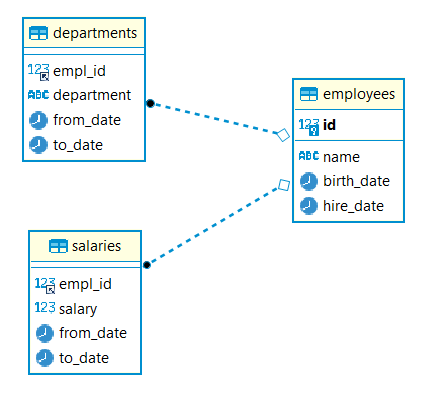 departments
123 empl_id
ABC department
from_date
to_date
employees
123 id
ABC name
birth_date
hire_date
salaries
123 empl_id
123 salary
from_date
to_date